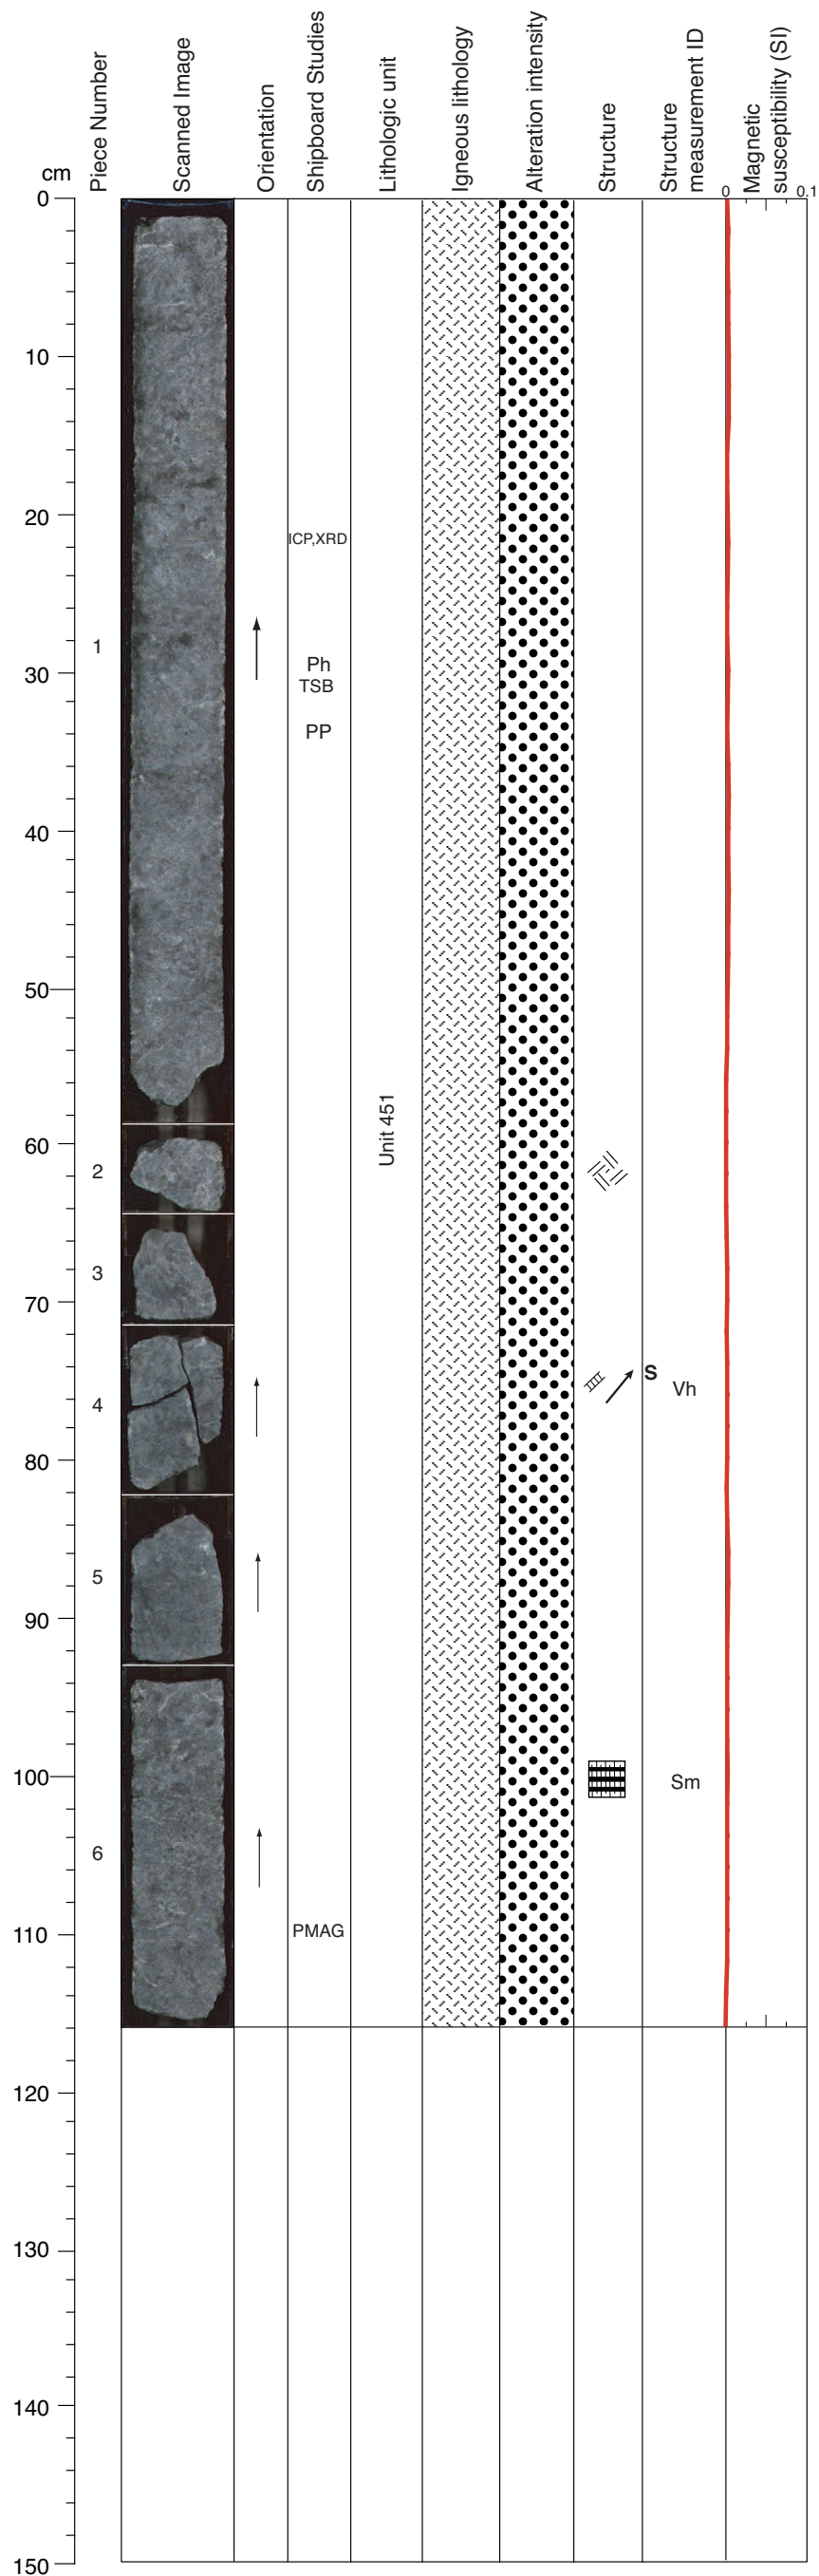 cm
Piece Number
Scanned Image
Orientation
Shipboard Studies
Lithologic unit
Igneous lithology
Alteration intensity
Structure
Structure
measurement ID
Magnetic
susceptibility (SI)
0 0.1
0
10
20
ICP,XRD
1
Ph
30
TSB
PP
40
50
Unit 451
60
2
3
70
S
Vh
4
80
5
90
100
Sm
6
110
PMAG
120
130
140
150